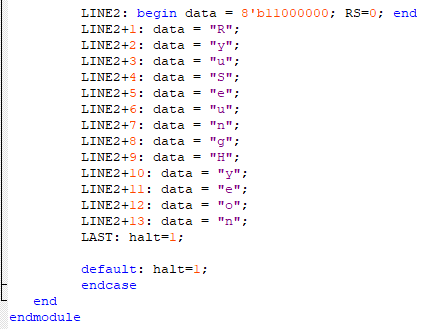 LINE2: begin data = 8'b11000000; RS=0; end
LINE2+1: data = "R";
LINE2+2: data = "y";
LINE2+3: data = "u";
LINE2+4: data = "S";
LINE2+5: data = "e";
LINE2+6: data = "u";
LINE2+7: data = "n";
LINE2+8: data = "g";
LINE2+9: data = "H";
LINE2+10: data = "y";
LINE2+11: data = "e";
LINE2+12: data = "o";
LINE2+13: data = "n";
LAST: halt=1;
default: halt=1;
endcase
end
endmodule